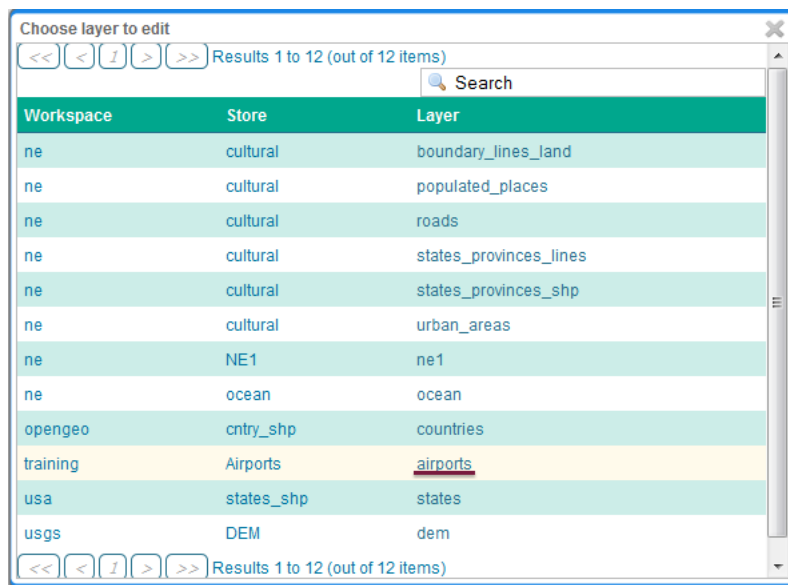 Choose layer to edit
<< < 1 > >> Results 1 to 12 (out of 12 items)
Search
Workspace Store Layer
ne cultural boundary_lines_land
ne cultural populated_places
ne cultural roads
ne cultural states_provinces_lines
ne cultural states_provinces_shp
ne cultural urban_areas
ne NE1 ne1
ne ocean ocean
opengeo cntry_shp countries
training Airports airports
usa states_shp states
usgs DEM dem
<< < 1 > >> Results 1 to 12 (out of 12 items)